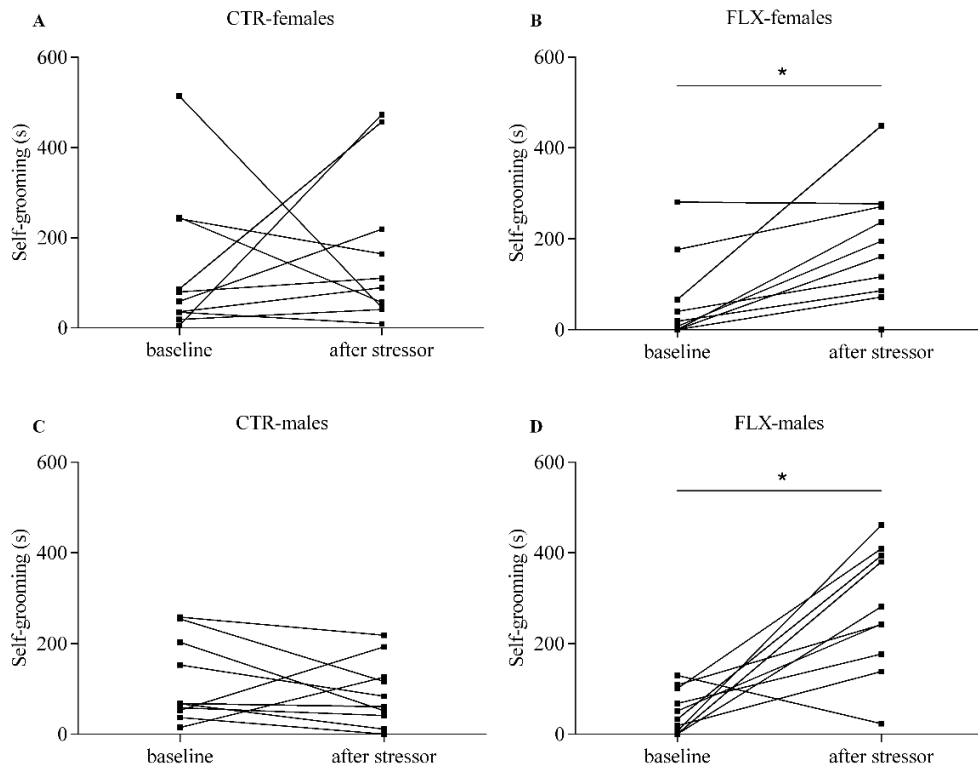 A CTR-females
Self-grooming (s)
600
400
200
0
baseline after stressor
B FLX-females
*
Self-grooming (s)
600
400
200
0
baseline after stressor
C CTR-males
Self-grooming (s)
600
400
200
0
baseline after stressor
D FLX-males
*
Self-grooming (s)
600
400
200
0
baseline after stressor